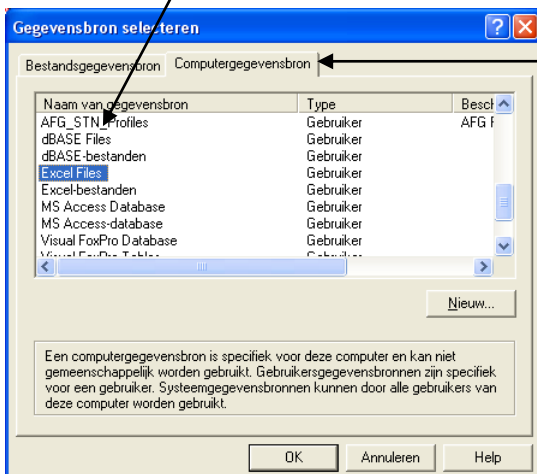 Gegevensbron selecteren
Bestandsgegevensbron Computergegevensbron
Naam van gegevensbron Type
AFG_STN_Profiles Gebruiker AFG
dBASE Files Gebruiker
dBASE-bestanden Gebruiker
Excel Files Gebruiker
Excel-bestanden Gebruiker
MS Access Database Gebruiker
MS Access-database Gebruiker
Visual FoxPro Database Gebruiker
Nieuw...
Een computergegevensbron is specifiek voor deze computer en kan niet
gemeenschappelijk worden gebruikt. Gebruikersgegevensbronnen zijn specifiek
voor een gebruiker. Systeemgegevensbronnen kunnen door alle gebruikers van
deze computer worden gebruikt.
OK Annuleren Help